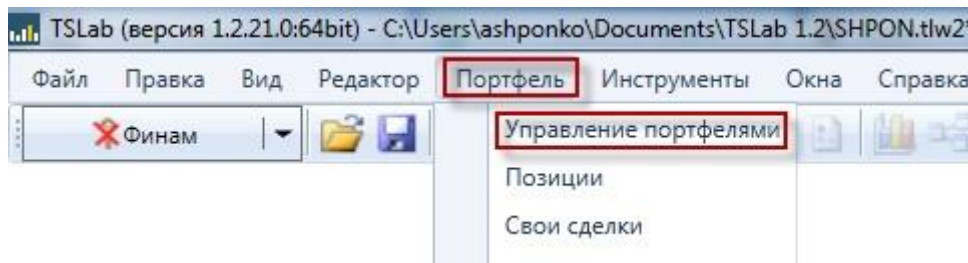 TSLab (версия 1.2.21.0:64bit) - C:\Users\ashponko\Documents\TSLab 1.2\SHPON.tlw2*
Файл Правка Вид Редактор Портфель Инструменты Окна Справка
Финам
Управление портфелями
Позиции
Свои сделки